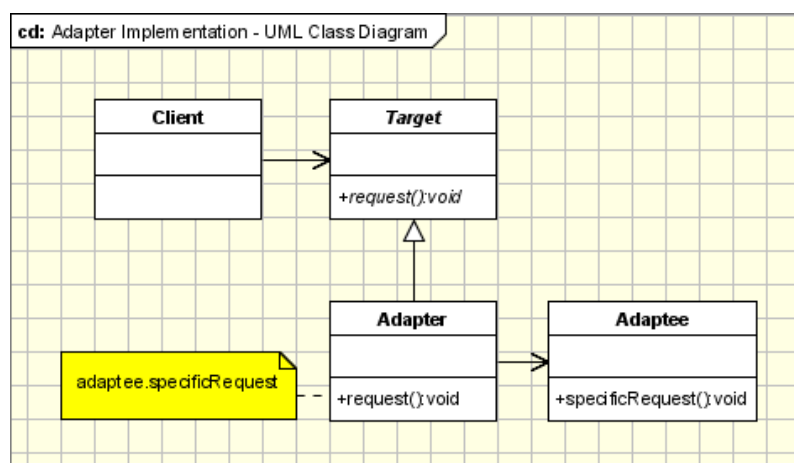 cd: Adapter Implementation - UML Class Diagram
Client
Target
+request():void
Adapter
Adaptee
adaptee.specificRequest
+request():void
+specificRequest():void